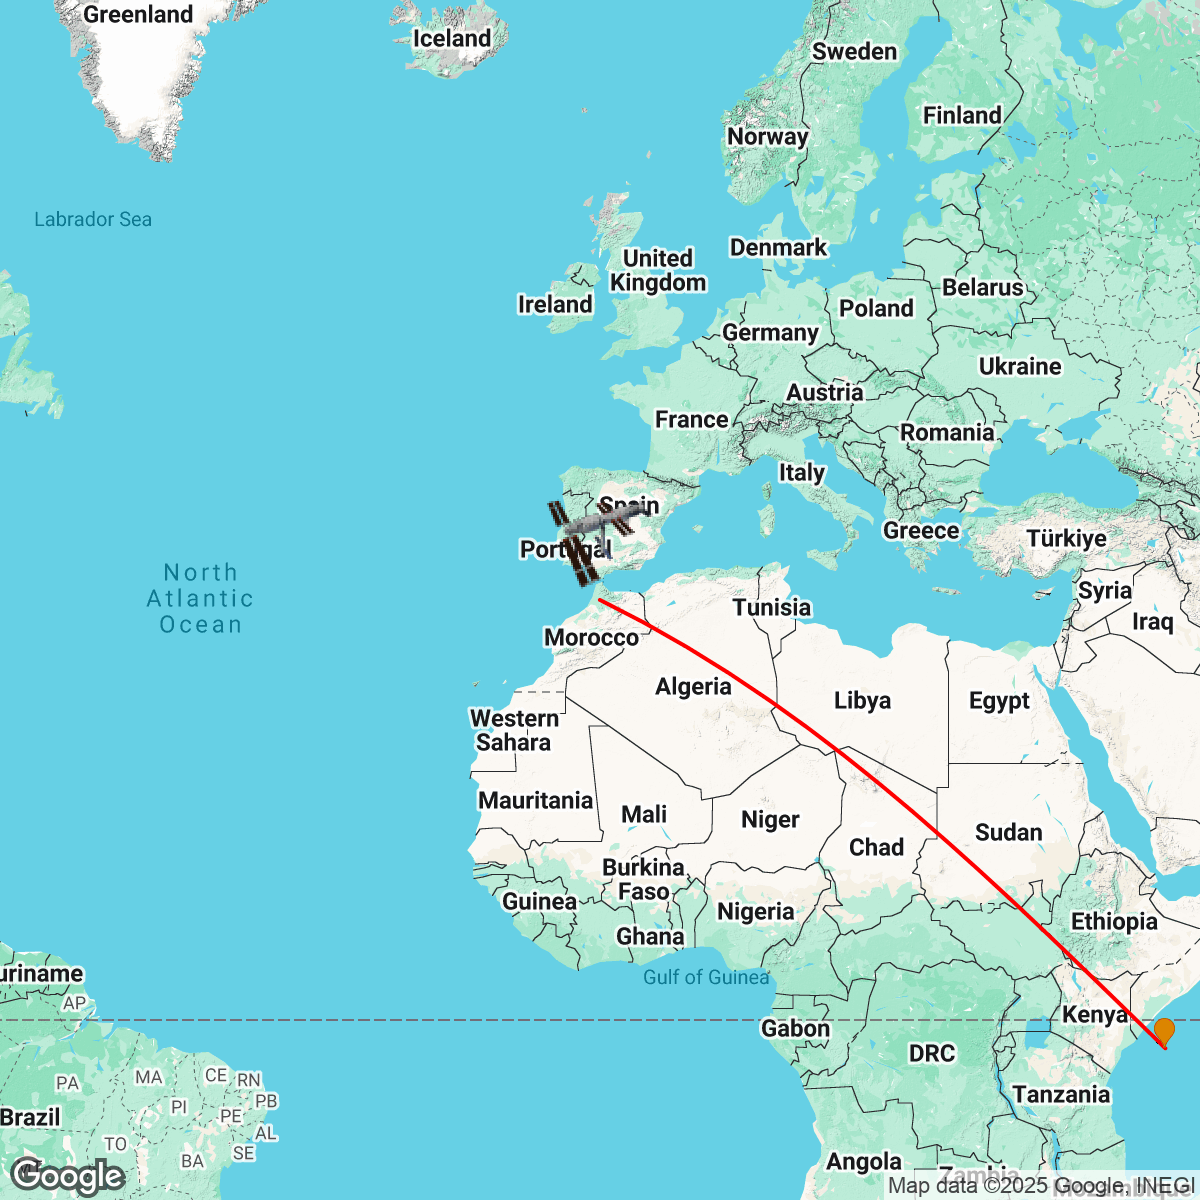 Greenland
Iceland
Sweden
Finland
Norway
Labrador Sea
Denmark
United
Kingdom
Belarus
Ireland
Poland
Germany
Ukraine
Austria
France
Romania
Italy
Spain
Greece
Türkiye
Portugal
North
Atlantic
Ocean
Syria
Tunisia
Iraq
Morocco
Algeria
Libya
Egypt
Western
Sahara
Mauritania
Mali
Niger
Sudan
Chad
Burkina
Faso
Guinea
Nigeria
Ethiopia
Ghana
uriname
Gulf of Guinea
AP
Kenya
Gabon
DRC
PA
MA
CE
RN
Tanzania
PB
PI
PE
Brazil
AL
TO
SE
BA
Angola
Zambia
Google
Map data ©2025 Google, INEGI